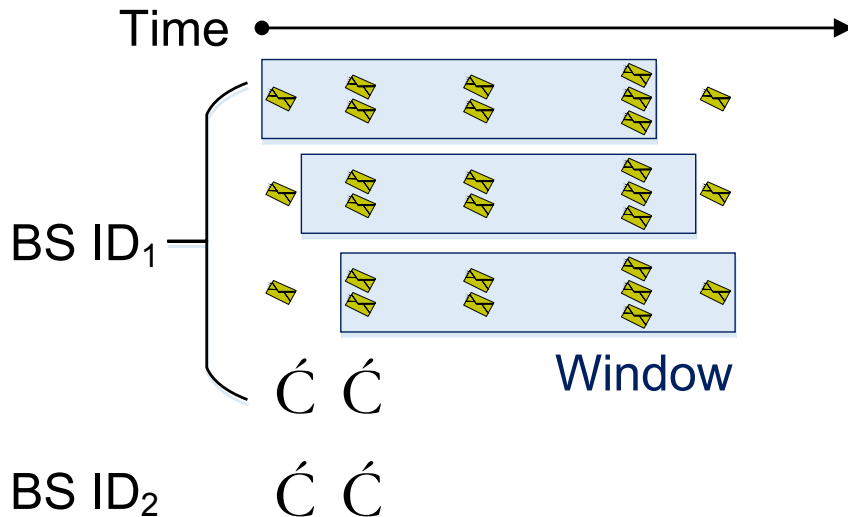 Time
BS ID₁
Window
Ć Ć
BS ID₂ Ć Ć